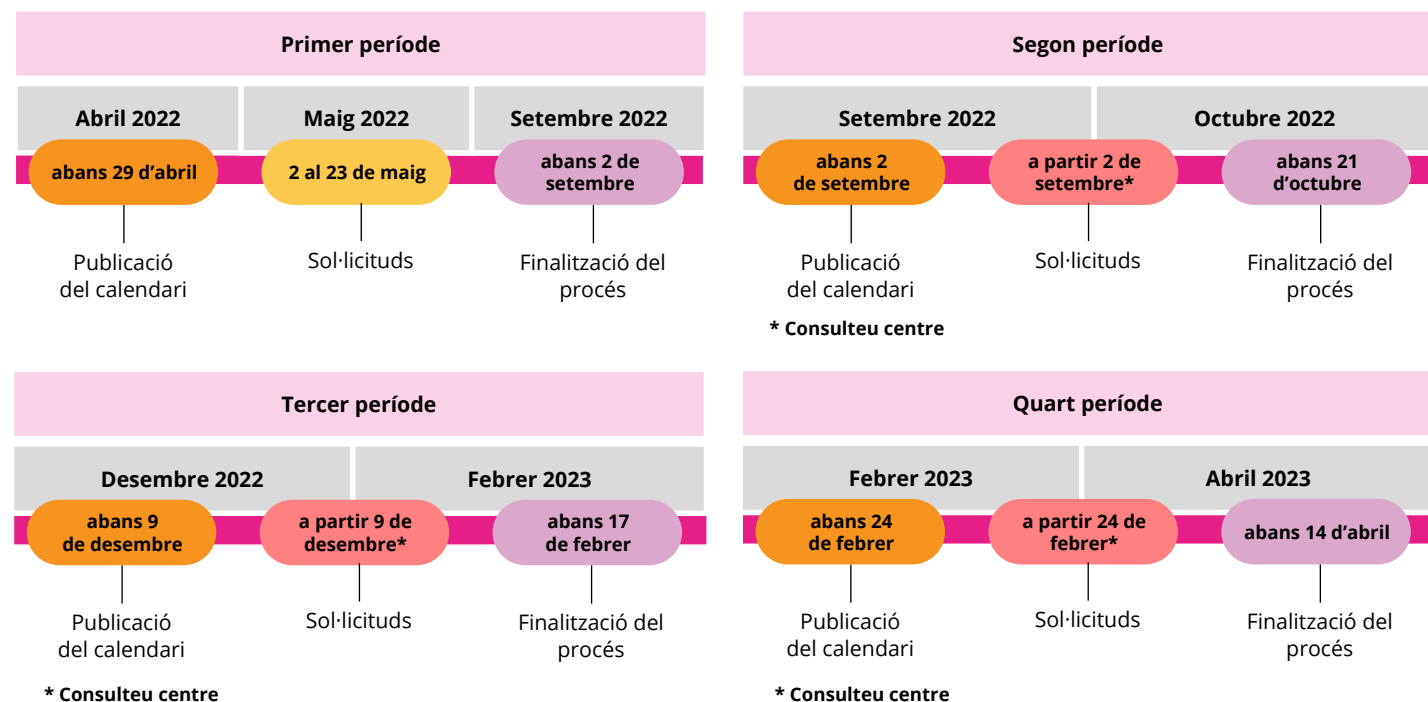 Primer període
Abril 2022
Maig 2022
Setembre 2022
abans 29 d’abril
2 al 23 de maig
abans 2 de
setembre
Publicació
del calendari
Sol·licituds
Finalització del
procés
Segon període
Setembre 2022
Octubre 2022
abans 2
de setembre
a partir 2 de
setembre*
abans 21
d’octubre
Publicació
del calendari
Sol·licituds
Finalització del
procés
* Consulteu centre
Tercer període
Desembre 2022
Febrer 2023
abans 9
de desembre
a partir 9 de
desembre*
abans 17
de febrer
Publicació
del calendari
Sol·licituds
Finalització del
procés
* Consulteu centre
Quart període
Febrer 2023
Abril 2023
abans 24
de febrer
a partir 24 de
febrer*
abans 14 d’abril
Publicació
del calendari
Sol·licituds
Finalització del
procés
* Consulteu centre